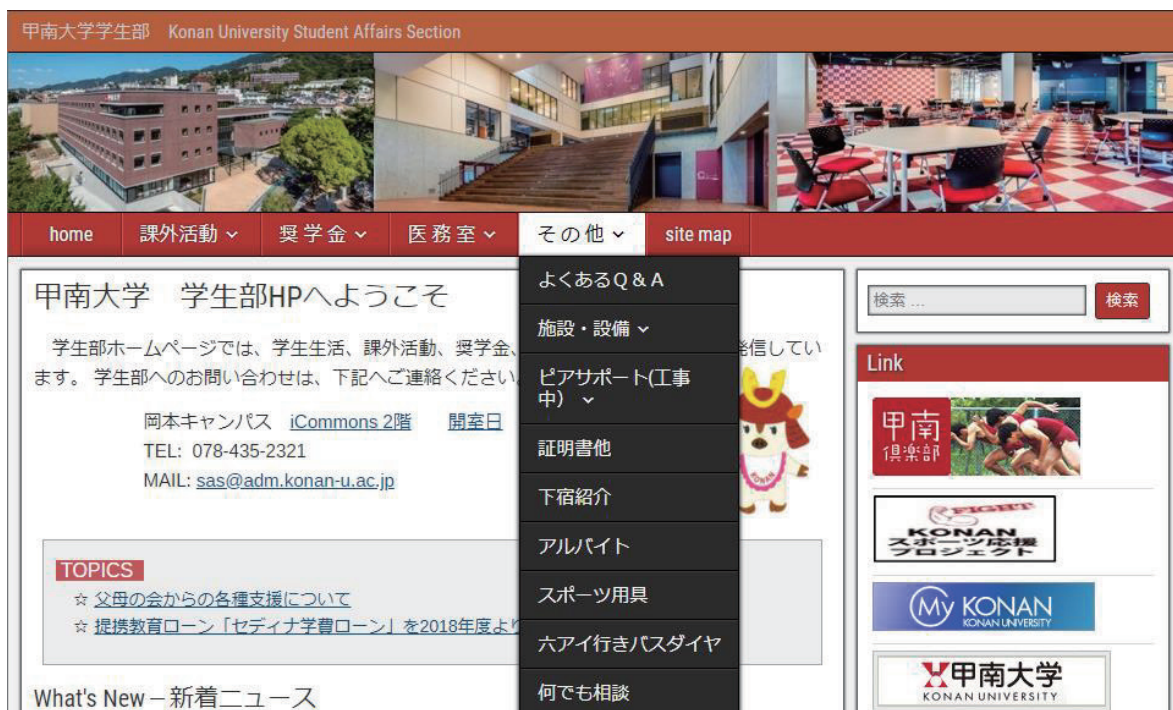 甲南大学学生部 Konan University Student Affairs Section
home 課外活動 奨学金 医務室 その他 site map
よくあるQ & A
施設・設備
ピアサポート(工事
中）
証明書他
下宿紹介
アルバイト
スポーツ用具
六アイ行きバスダイヤ
何でも相談
甲南大学　学生部HPへようこそ
学生部ホームページでは、学生生活、課外活動、奨学金、 発信してい
ます。 学生部へのお問い合わせは、下記へご連絡ください
岡本キャンパス iCommons 2階 開室日
TEL: 078-435-2321
MAIL: sas@adm.konan-u.ac.jp
KONAN
TOPICS
☆ 父母の会からの各種支援について
☆ 提携教育ローン「セディナ学費ローン」を2018年度より
What's New – 新着ニュース
検索 ... 検索
Link
甲南
倶楽部
FIGHT
KONAN
スポーツ応援
プロジェクト
My KONAN
KONAN UNIVERSITY
甲南大学
KONAN UNIVERSITY